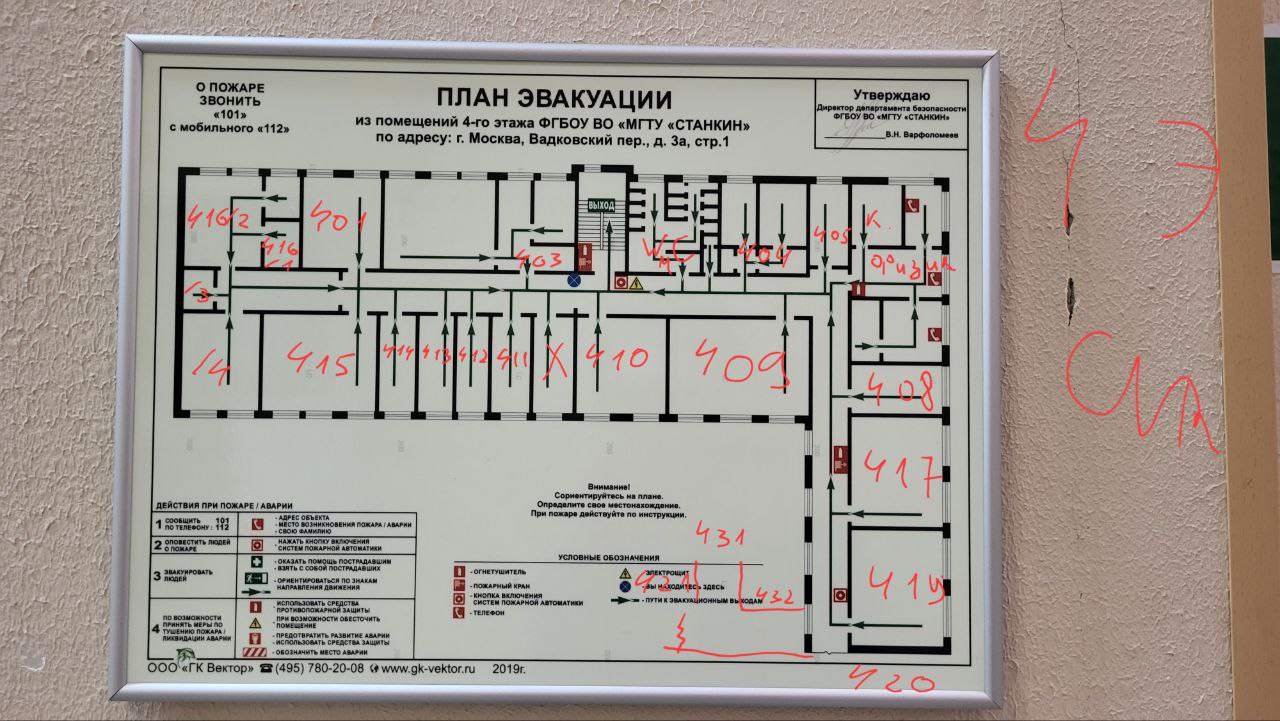 О ПОЖАРЕ
ЗВОНИТЬ
«101»
с мобильного «112»
ПЛАН ЭВАКУАЦИИ
из помещений 4-го этажа ФГБОУ ВО «МГТУ «СТАНКИН»
по адресу: г. Москва, Вадковский пер., д. 3а, стр.1
Утверждаю
Директор департамента безопасности
ФГБОУ ВО «МГТУ «СТАНКИН»
В.Н. Варфоломеев
4 Э
ВЫХОД
416/2
416
/1
401
403
WC
404
405
К
/3
/4
415
414
413
412
411
X
410
409
408
417
419
Внимание!
Сориентируйтесь на плане.
Определите свое местонахождение.
При пожаре действуйте по инструкции.
431
421
432
420
ДЕЙСТВИЯ ПРИ ПОЖАРЕ / АВАРИИ
1 СООБЩИТЬ 101
ПО ТЕЛЕФОНУ: 112
- АДРЕС ОБЪЕКТА
- МЕСТО ВОЗНИКНОВЕНИЯ ПОЖАРА / АВАРИИ
- СВОЮ ФАМИЛИЮ
2 ОПОВЕСТИТЬ ЛЮДЕЙ
О ПОЖАРЕ
- НАЖАТЬ КНОПКУ ВКЛЮЧЕНИЯ
СИСТЕМ ПОЖАРНОЙ АВТОМАТИКИ
3 ЭВАКУИРОВАТЬ
ЛЮДЕЙ
- ОКАЗАТЬ ПОМОЩЬ ПОСТРАДАВШИМ
- ВЗЯТЬ С СОБОЙ ПОСТРАДАВШИХ
- ОРИЕНТИРОВАТЬСЯ ПО ЗНАКАМ
НАПРАВЛЕНИЯ ДВИЖЕНИЯ
4 ПО ВОЗМОЖНОСТИ
ПРИНЯТЬ МЕРЫ ПО
ТУШЕНИЮ ПОЖАРА /
ЛИКВИДАЦИИ АВАРИИ
- ИСПОЛЬЗОВАТЬ СРЕДСТВА
ПРОТИВОПОЖАРНОЙ ЗАЩИТЫ
ПРИ ВОЗМОЖНОСТИ ОБЕСТОЧИТЬ
ПОМЕЩЕНИЕ
- ПРЕДОТВРАТИТЬ РАЗВИТИЕ АВАРИИ
- ИСПОЛЬЗОВАТЬ СРЕДСТВА ЗАЩИТЫ
- ОБОЗНАЧИТЬ МЕСТО АВАРИИ
УСЛОВНЫЕ ОБОЗНАЧЕНИЯ
- ОГНЕТУШИТЕЛЬ
- ПОЖАРНЫЙ КРАН
- КНОПКА ВКЛЮЧЕНИЯ
СИСТЕМ ПОЖАРНОЙ АВТОМАТИКИ
- ТЕЛЕФОН
- ЭЛЕКТРОЩИТ
- ВЫ НАХОДИТЕСЬ ЗДЕСЬ
- ПУТИ К ЭВАКУАЦИОННЫМ ВЫХОДАМ
ООО «ГК Вектор» (495) 780-20-08 www.gk-vektor.ru 2019г.